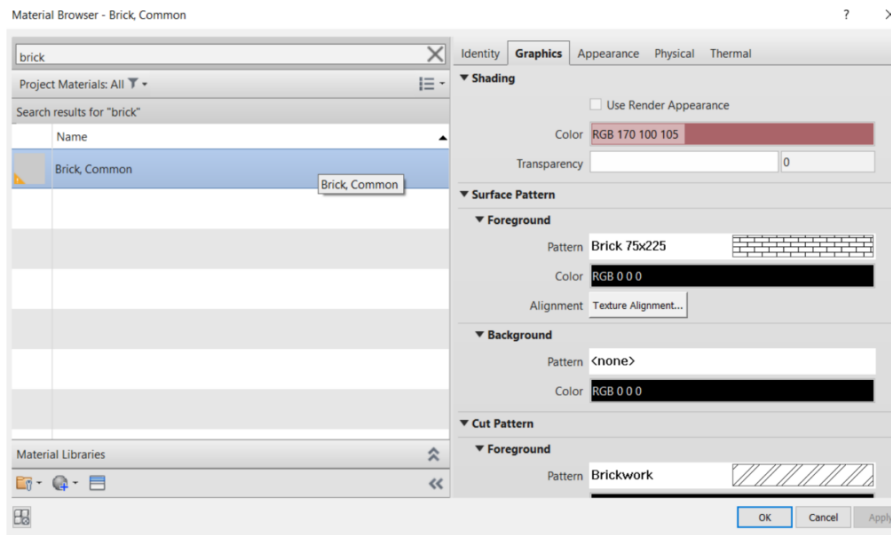 Material Browser - Brick, Common
?
brick
Project Materials: All
Search results for "brick"
Name
Brick, Common
Brick, Common
Material Libraries
Identity Graphics Appearance Physical Thermal
Shading
Use Render Appearance
Color RGB 170 100 105
Transparency 0
Surface Pattern
Foreground
Pattern Brick 75x225
Color RGB 0 0 0
Alignment Texture Alignment...
Background
Pattern <none>
Color RGB 0 0 0
Cut Pattern
Foreground
Pattern Brickwork
OK Cancel Apply